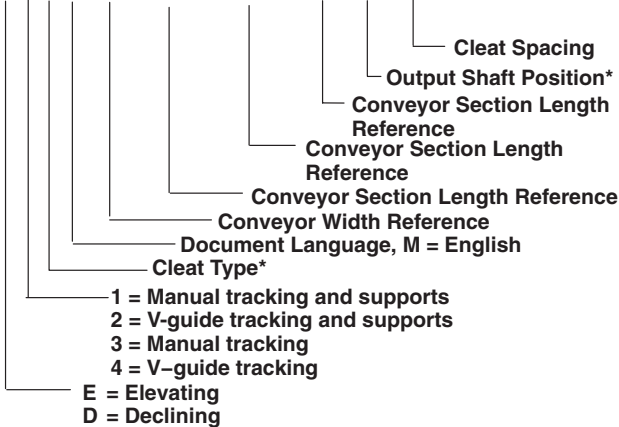 Cleat Spacing
Output Shaft Position*
Conveyor Section Length
Reference
Conveyor Section Length
Reference
Conveyor Section Length Reference
Conveyor Width Reference
Document Language, M = English
Cleat Type*
1 = Manual tracking and supports
2 = V-guide tracking and supports
3 = Manual tracking
4 = V−guide tracking
E = Elevating
D = Declining